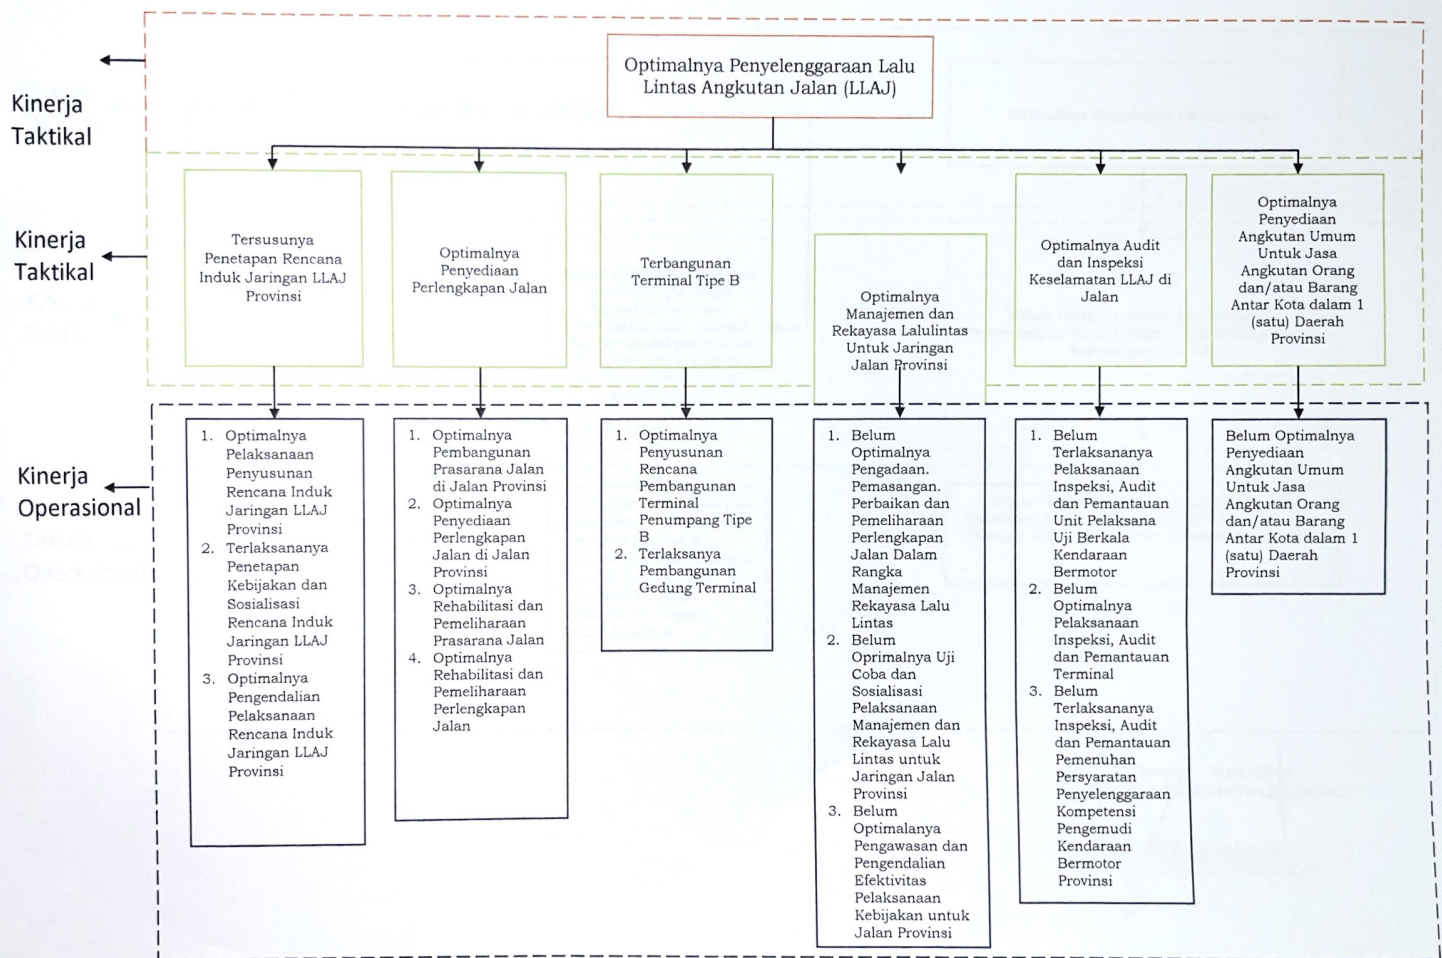 Optimalnya Penyelenggaraan Lalu
Lintas Angkutan Jalan (LLAJ)
Kinerja
Taktikal
Kinerja
Taktikal
Tersusunya
Penetapan Rencana
Induk Jaringan LLAJ
Provinsi
Optimalnya
Penyediaan
Perlengkapan Jalan
Terbangunan
Terminal Tipe B
Optimalnya
Manajemen dan
Rekayasa Lalulintas
Untuk Jaringan
Jalan Provinsi
Optimalnya Audit
dan Inspeksi
Keselamatan LLAJ di
Jalan
Optimalnya
Penyediaan
Angkutan Umum
Untuk Jasa
Angkutan Orang
dan/atau Barang
Antar Kota dalam 1
(satu) Daerah
Provinsi
Kinerja
Operasional
1. Optimalnya
Pelaksanaan
Penyusunan
Rencana Induk
Jaringan LLAJ
Provinsi
2. Terlaksananya
Penetapan
Kebijakan dan
Sosialisasi
Rencana Induk
Jaringan LLAJ
Provinsi
3. Optimalnya
Pengendalian
Pelaksanaan
Rencana Induk
Jaringan LLAJ
Provinsi
1. Optimalnya
Pembangunan
Prasarana Jalan
di Jalan Provinsi
2. Optimalnya
Penyediaan
Perlengkapan
Jalan di Jalan
Provinsi
3. Optimalnya
Rehabilitasi dan
Pemeliharaan
Prasarana Jalan
4. Optimalnya
Rehabilitasi dan
Pemeliharaan
Perlengkapan
Jalan
1. Optimalnya
Penyusunan
Rencana
Pembangunan
Terminal
Penumpang Tipe
B
2. Terlaksanya
Pembangunan
Gedung Terminal
1. Belum
Optimalnya
Pengadaan.
Pemasangan.
Perbaikan dan
Pemeliharaan
Perlengkapan
Jalan Dalam
Rangka
Manajemen
Rekayasa Lalu
Lintas
2. Belum
Oprimalnya Uji
Coba dan
Sosialisasi
Pelaksanaan
Manajemen dan
Rekayasa Lalu
Lintas untuk
Jaringan Jalan
Provinsi
3. Belum
Optimalanya
Pengawasan dan
Pengendalian
Efektivitas
Pelaksanaan
Kebijakan untuk
Jalan Provinsi
1. Belum
Terlaksananya
Pelaksanaan
Inspeksi, Audit
dan Pemantauan
Unit Pelaksana
Uji Berkala
Kendaraan
Bermotor
2. Belum
Optimalnya
Pelaksanaan
Inspeksi, Audit
dan Pemantauan
Terminal
3. Belum
Terlaksananya
Inspeksi, Audit
dan Pemantauan
Pemenuhan
Persyaratan
Penyelenggaraan
Kompetensi
Pengemudi
Kendaraan
Bermotor
Provinsi
Belum Optimalnya
Penyediaan
Angkutan Umum
Untuk Jasa
Angkutan Orang
dan/atau Barang
Antar Kota dalam 1
(satu) Daerah
Provinsi